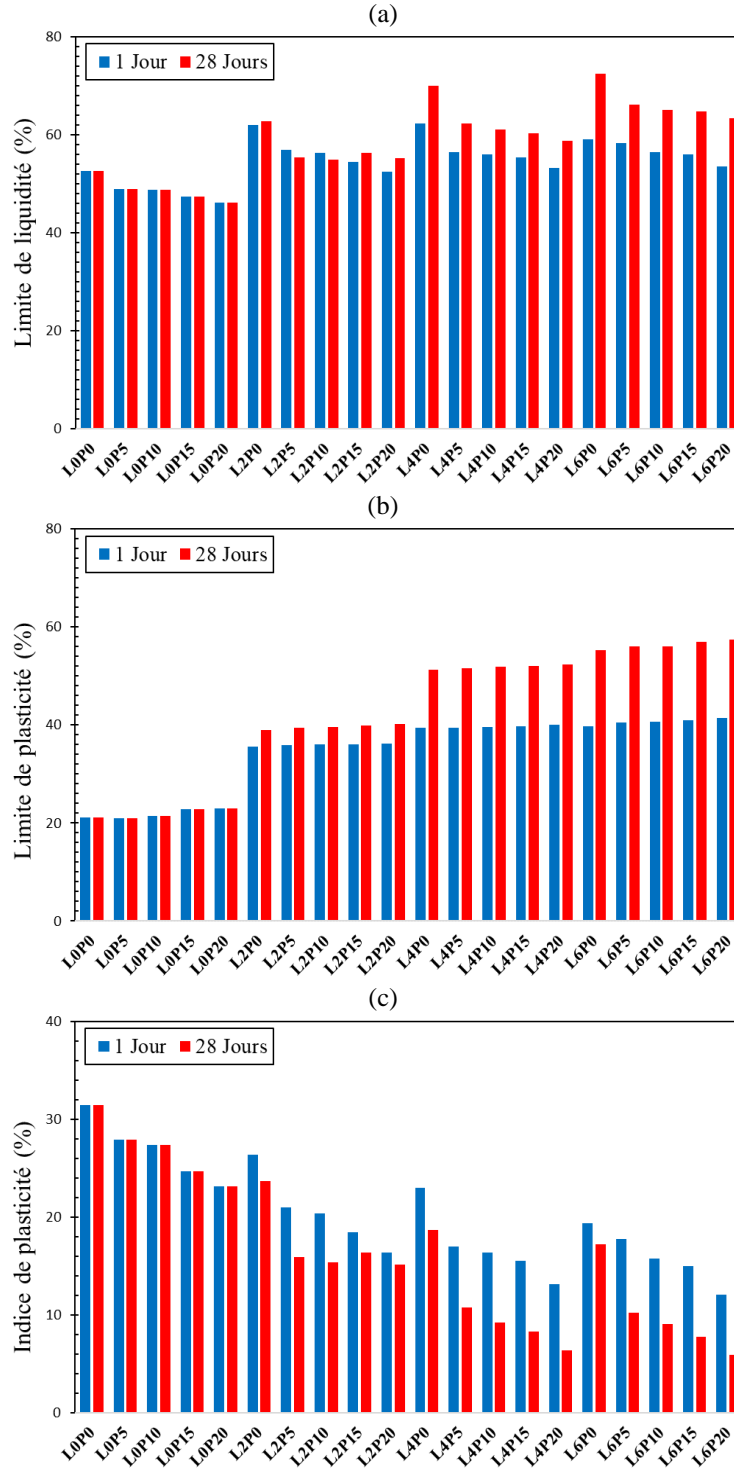 (a)
Limite de liquidité (%)
80
60
40
20
0
1 Jour 28 Jours
L0P0 L0P5 L0P10 L0P15 L0P20 L2P0 L2P5 L2P10 L2P15 L2P20 L4P0 L4P5 L4P10 L4P15 L4P20 L6P0 L6P5 L6P10 L6P15 L6P20
(b)
Limite de plasticité (%)
80
60
40
20
0
1 Jour 28 Jours
L0P0 L0P5 L0P10 L0P15 L0P20 L2P0 L2P5 L2P10 L2P15 L2P20 L4P0 L4P5 L4P10 L4P15 L4P20 L6P0 L6P5 L6P10 L6P15 L6P20
(c)
Indice de plasticité (%)
40
30
20
10
0
1 Jour 28 Jours
L0P0 L0P5 L0P10 L0P15 L0P20 L2P0 L2P5 L2P10 L2P15 L2P20 L4P0 L4P5 L4P10 L4P15 L4P20 L6P0 L6P5 L6P10 L6P15 L6P20